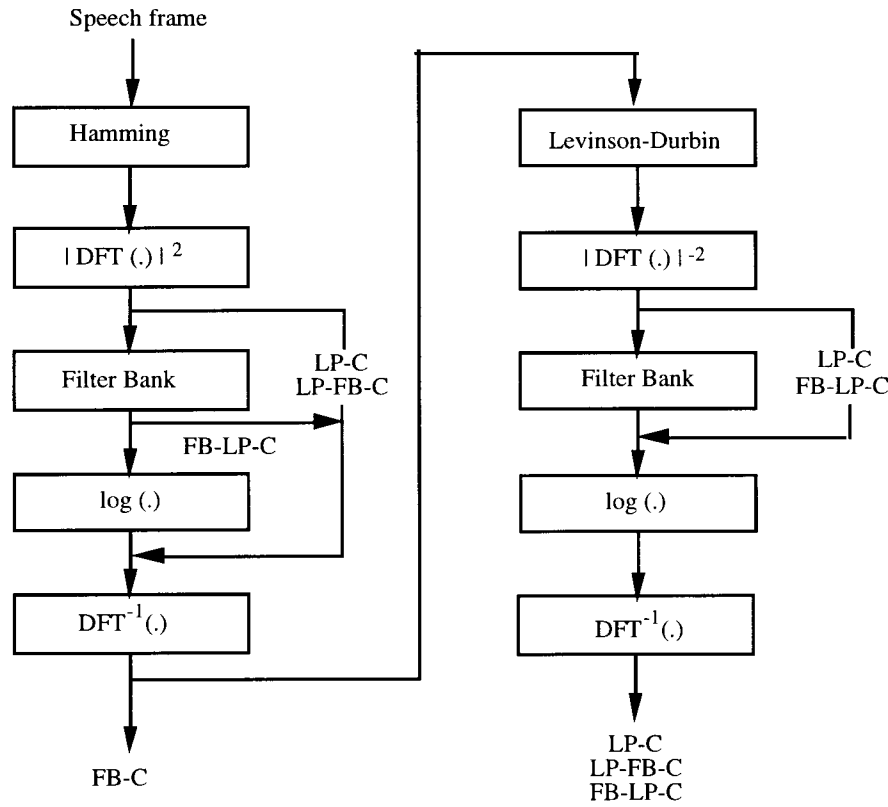 Speech frame
Hamming
| DFT (.) | ²
Filter Bank
LP-C
LP-FB-C
FB-LP-C
log (.)
DFT⁻¹(.)
FB-C
Levinson-Durbin
| DFT (.) | ⁻²
Filter Bank
LP-C
FB-LP-C
log (.)
DFT⁻¹(.)
LP-C
LP-FB-C
FB-LP-C